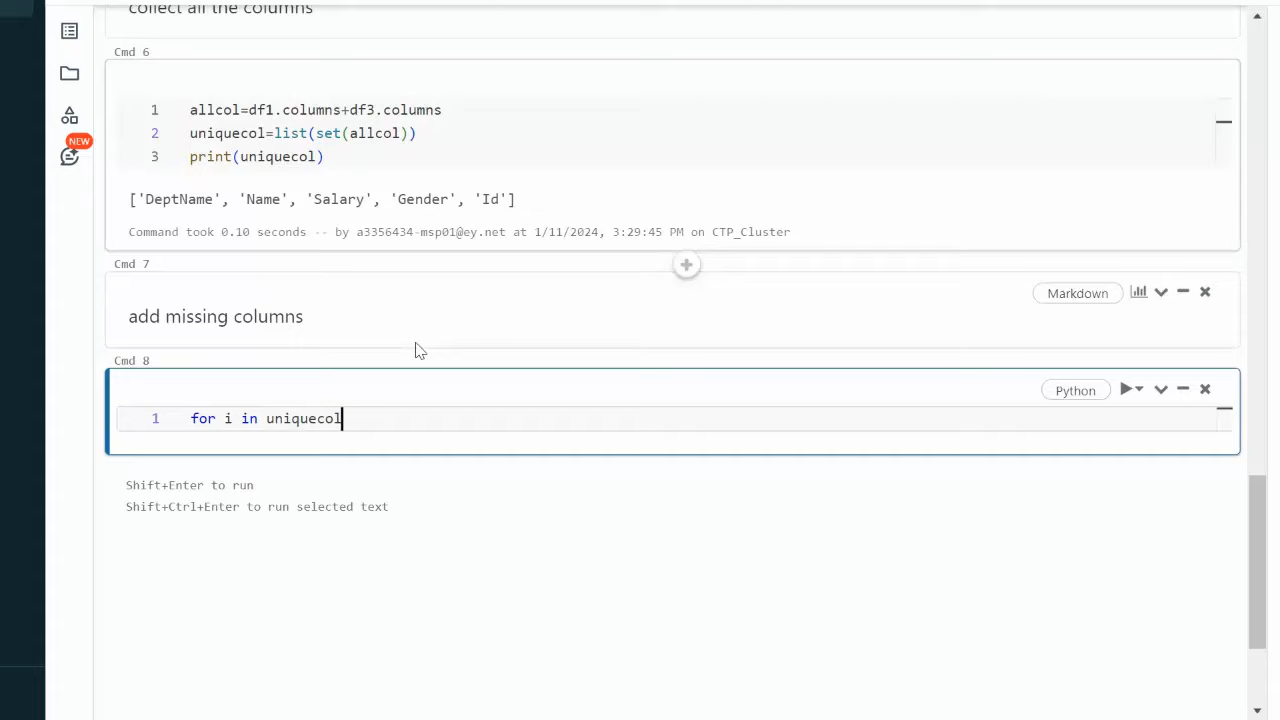 collect all the columns
Cmd 6
1 allcol=df1.columns+df3.columns
2 uniquecol=list(set(allcol))
3 print(uniquecol)
NEW
['DeptName', 'Name', 'Salary', 'Gender', 'Id']
Command took 0.10 seconds -- by a3356434-msp01@ey.net at 1/11/2024, 3:29:45 PM on CTP_Cluster
Cmd 7
Markdown
add missing columns
Cmd 8
Python
1 for i in uniquecol
Shift+Enter to run
Shift+Ctrl+Enter to run selected text